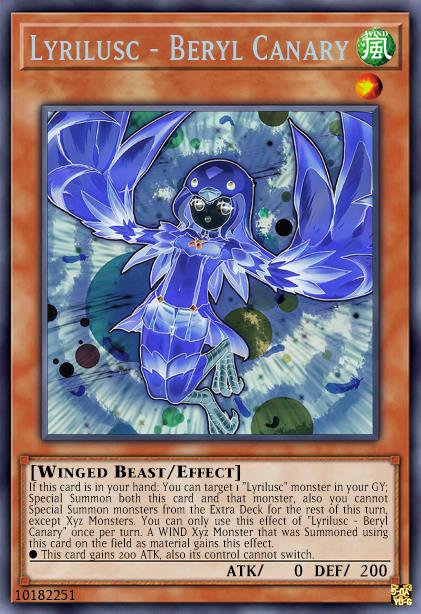 Lyrilusc - Beryl Canary
WIND
風
[Winged Beast/Effect]
If this card is in your hand: You can target 1 "Lyrilusc" monster in your GY;
Special Summon both this card and that monster, also you cannot
Special Summon monsters from the Extra Deck for the rest of this turn,
except Xyz Monsters. You can only use this effect of "Lyrilusc - Beryl
Canary" once per turn. A WIND Xyz Monster that was Summoned using
this card on the field as material gains this effect.
● This card gains 200 ATK, also its control cannot switch.
ATK/ 0 DEF/ 200
10182251